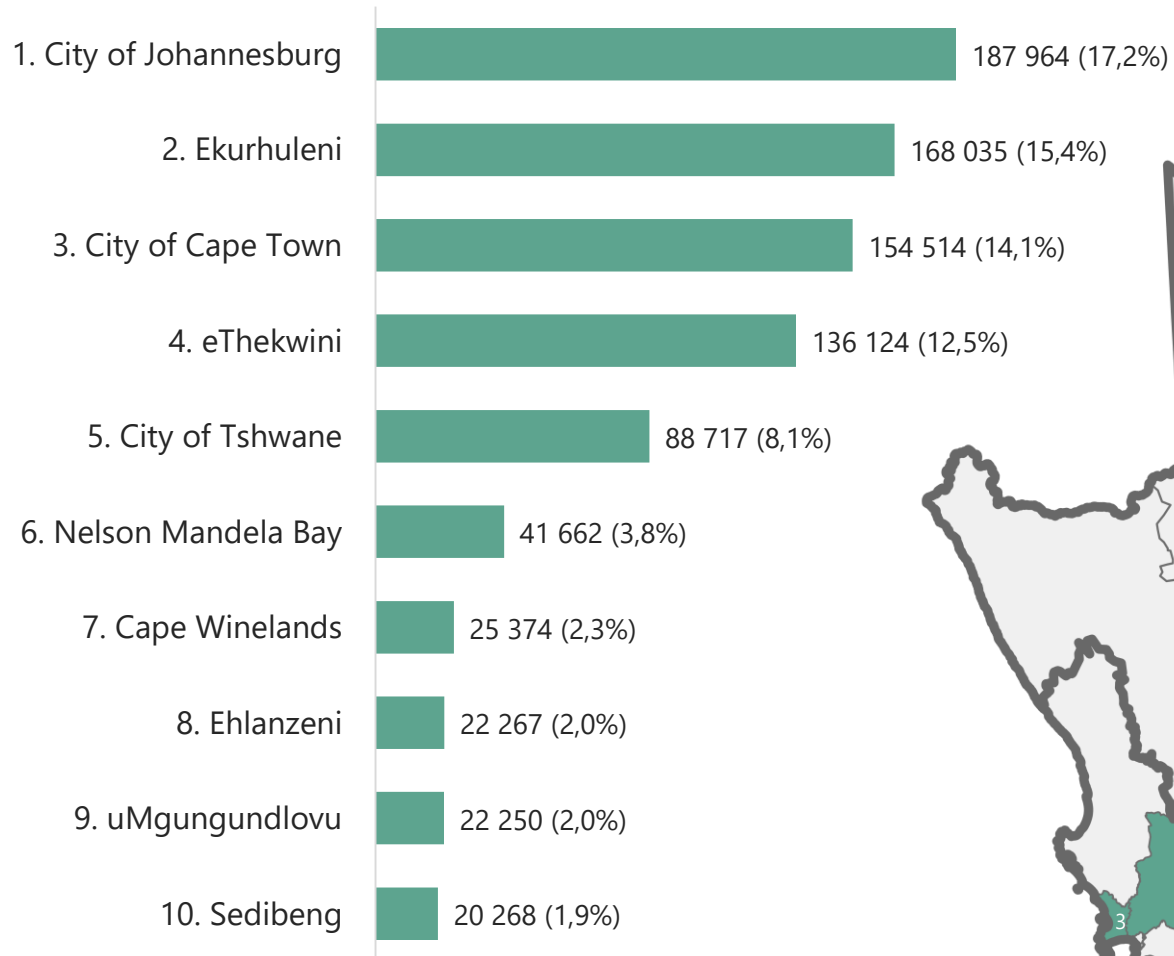 1. City of Johannesburg 187 964 (17,2%)
2. Ekurhuleni 168 035 (15,4%)
3. City of Cape Town 154 514 (14,1%)
4. eThekwini 136 124 (12,5%)
5. City of Tshwane 88 717 (8,1%)
6. Nelson Mandela Bay 41 662 (3,8%)
7. Cape Winelands 25 374 (2,3%)
8. Ehlanzeni 22 267 (2,0%)
9. uMgungundlovu 22 250 (2,0%)
10. Sedibeng 20 268 (1,9%)
3